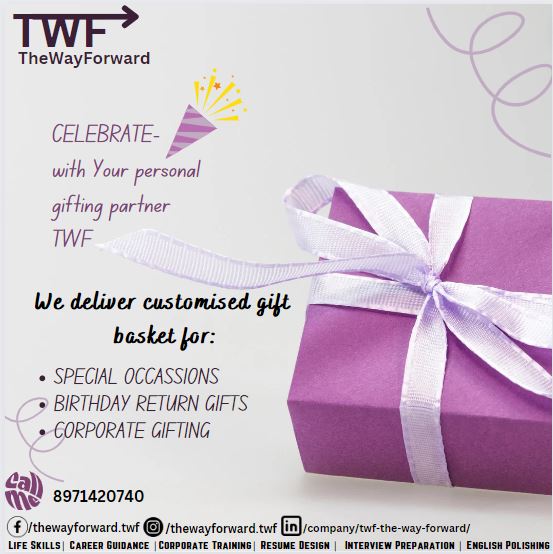 TWF
TheWayForward
CELEBRATE-
with Your personal
gifting partner
TWF
We deliver customised gift
basket for:
• SPECIAL OCCASSIONS
• BIRTHDAY RETURN GIFTS
• CORPORATE GIFTING
call me 8971420740
/thewayforward.twf /thewayforward.twf in /company/twf-the-way-forward/
LIFE SKILLS| CAREER GUIDANCE |CORPORATE TRAINING| RESUME DESIGN | INTERVIEW PREPARATION | ENGLISH POLISHING